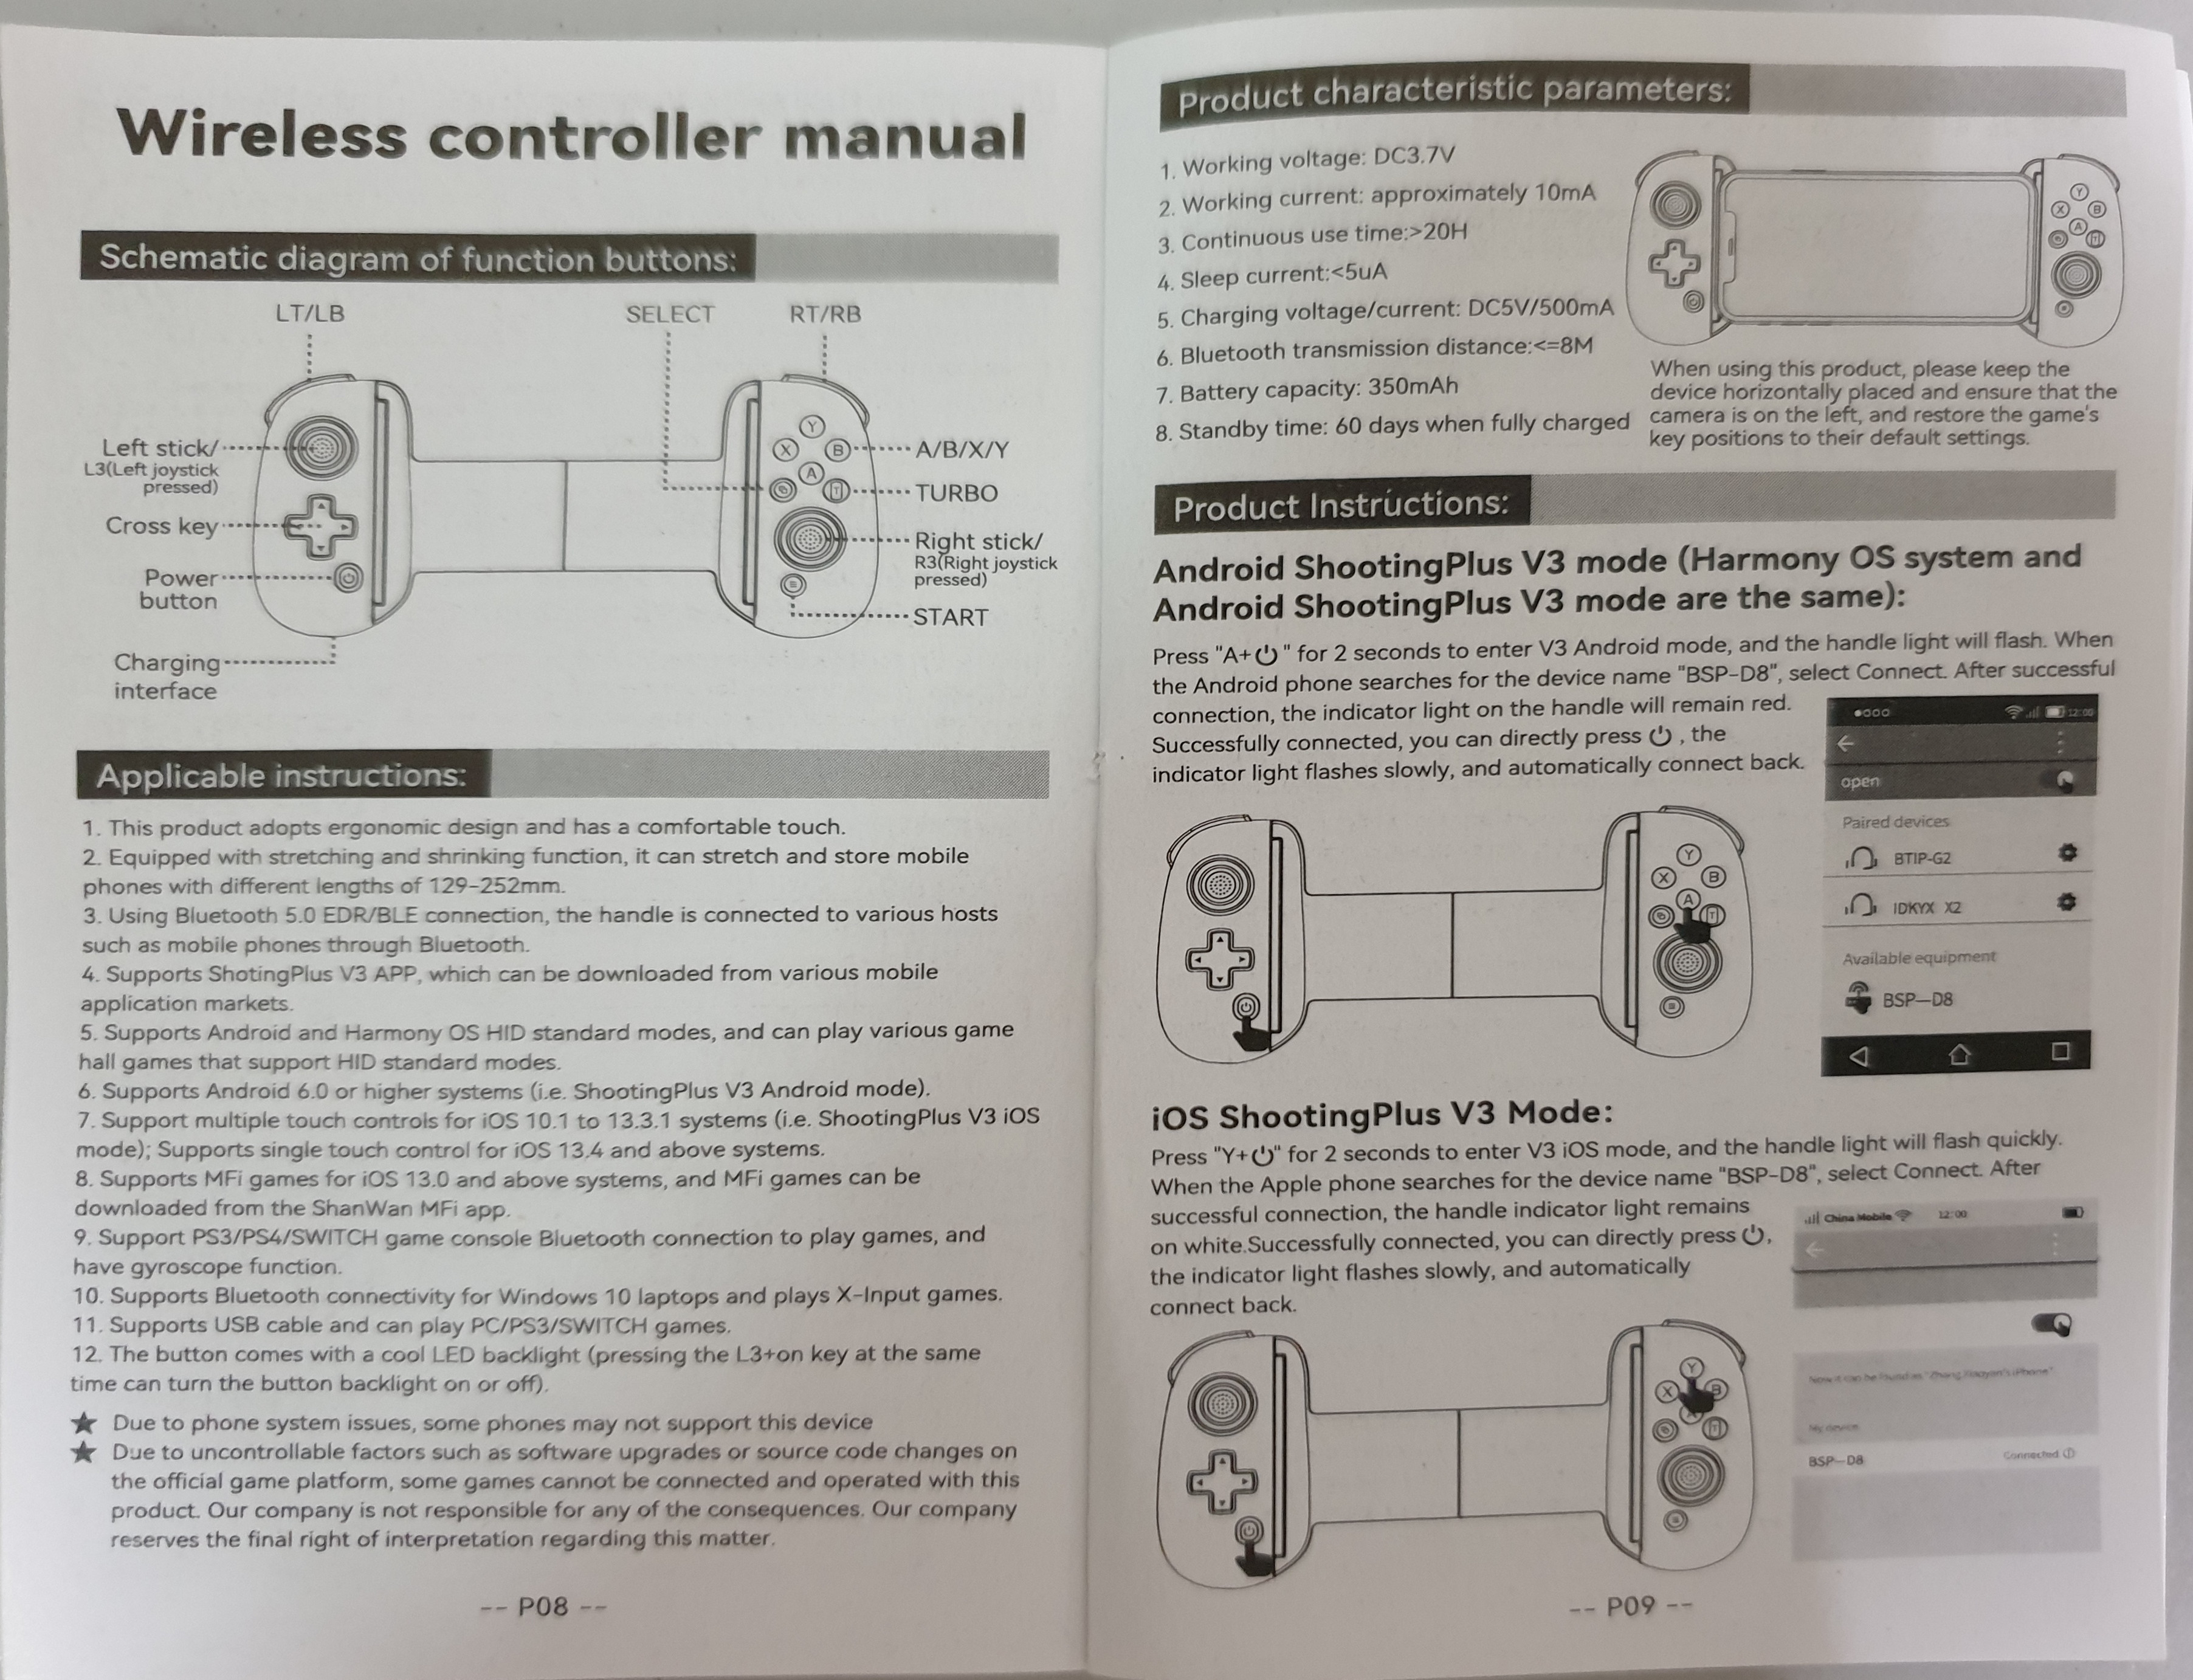 Wireless controller manual
Schematic diagram of function buttons:
LT/LB
SELECT
RT/RB
Left stick/
L3(Left joystick
pressed)
Cross key
Power
button
Charging
interface
Y
X
B
A
T
A/B/X/Y
TURBO
Right stick/
R3(Right joystick
pressed)
START
Applicable instructions:
1. This product adopts ergonomic design and has a comfortable touch.
2. Equipped with stretching and shrinking function, it can stretch and store mobile
phones with different lengths of 129-252mm.
3. Using Bluetooth 5.0 EDR/BLE connection, the handle is connected to various hosts
such as mobile phones through Bluetooth.
4. Supports ShotingPlus V3 APP, which can be downloaded from various mobile
application markets.
5. Supports Android and Harmony OS HID standard modes, and can play various game
hall games that support HID standard modes.
6. Supports Android 6.0 or higher systems (i.e. ShootingPlus V3 Android mode).
7. Support multiple touch controls for iOS 10.1 to 13.3.1 systems (i.e. ShootingPlus V3 iOS
mode); Supports single touch control for iOS 13.4 and above systems.
8. Supports MFi games for iOS 13.0 and above systems, and MFi games can be
downloaded from the ShanWan MFi app.
9. Support PS3/PS4/SWITCH game console Bluetooth connection to play games, and
have gyroscope function.
10. Supports Bluetooth connectivity for Windows 10 laptops and plays X-Input games.
11. Supports USB cable and can play PC/PS3/SWITCH games.
12. The button comes with a cool LED backlight (pressing the L3+on key at the same
time can turn the button backlight on or off).
★ Due to phone system issues, some phones may not support this device
★ Due to uncontrollable factors such as software upgrades or source code changes on
the official game platform, some games cannot be connected and operated with this
product. Our company is not responsible for any of the consequences. Our company
reserves the final right of interpretation regarding this matter.
-- P08 --
Product characteristic parameters:
1. Working voltage: DC3.7V
2. Working current: approximately 10mA
3. Continuous use time:>20H
4. Sleep current:<5uA
5. Charging voltage/current: DC5V/500mA
6. Bluetooth transmission distance:<=8M
7. Battery capacity: 350mAh
8. Standby time: 60 days when fully charged
Y
X
B
A
T
When using this product, please keep the
device horizontally placed and ensure that the
camera is on the left, and restore the game's
key positions to their default settings.
Product Instructions:
Android ShootingPlus V3 mode (Harmony OS system and
Android ShootingPlus V3 mode are the same):
Press "A+⏻" for 2 seconds to enter V3 Android mode, and the handle light will flash. When
the Android phone searches for the device name "BSP-D8", select Connect. After successful
connection, the indicator light on the handle will remain red.
Successfully connected, you can directly press ⏻, the
indicator light flashes slowly, and automatically connect back.
Y
X
B
A
T
12:00
open
Paired devices
BTIP-G2
IDKYX X2
Available equipment
BSP—D8
iOS ShootingPlus V3 Mode:
Press "Y+⏻" for 2 seconds to enter V3 iOS mode, and the handle light will flash quickly.
When the Apple phone searches for the device name "BSP-D8", select Connect. After
successful connection, the handle indicator light remains
on white.Successfully connected, you can directly press ⏻,
the indicator light flashes slowly, and automatically
connect back.
Y
X
B
T
China Mobile 12:00
Now it can be found as
My device
BSP—D8 Connected
-- P09 --